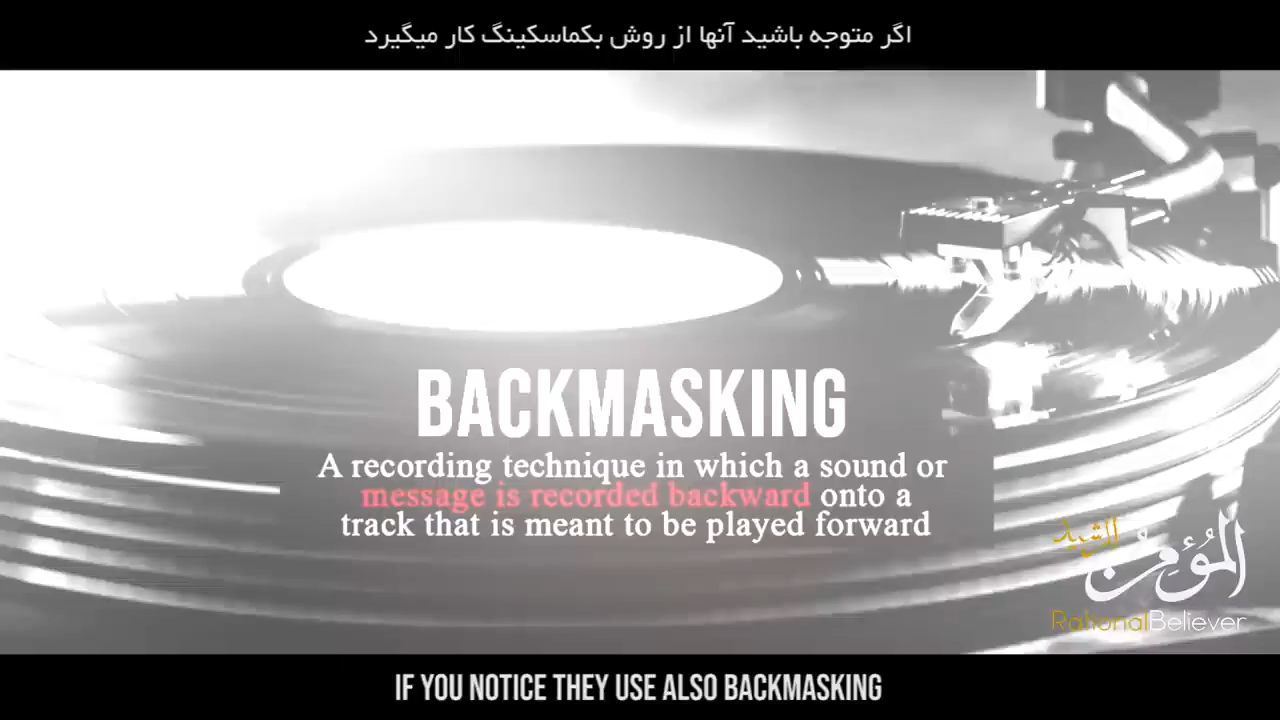 اگر متوجه باشید آنها از روش بکماسکینگ کار میگیرد
BACKMASKING
A recording technique in which a sound or
message is recorded backward onto a
track that is meant to be played forward
المؤمن الرشيد
RationalBeliever
IF YOU NOTICE THEY USE ALSO BACKMASKING